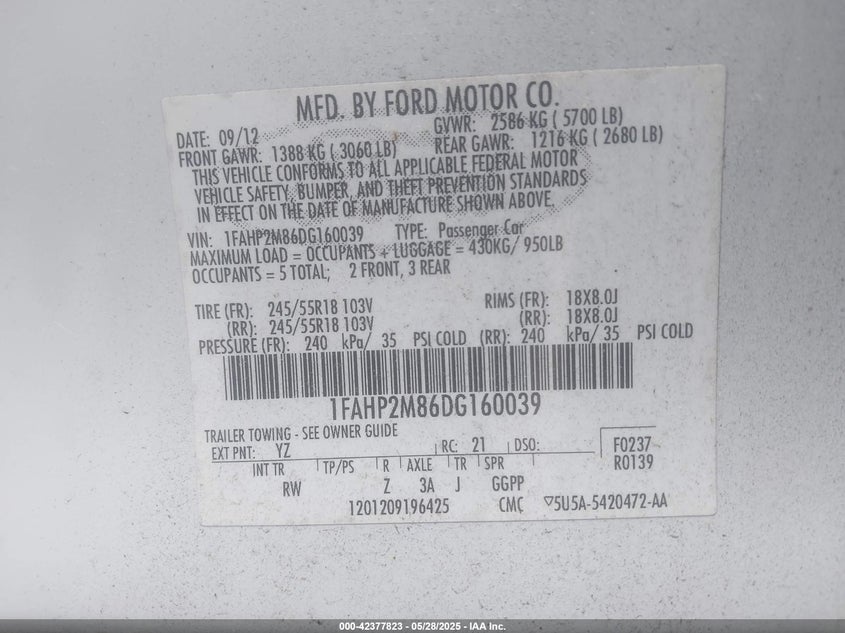 MFD. BY FORD MOTOR CO.
DATE: 09/12 GVWR: 2586 KG ( 5700 LB)
FRONT GAWR: 1388 KG ( 3060 LB) REAR GAWR: 1216 KG ( 2680 LB)
THIS VEHICLE CONFORMS TO ALL APPLICABLE FEDERAL MOTOR
VEHICLE SAFETY, BUMPER, AND THEFT PREVENTION STANDARDS
IN EFFECT ON THE DATE OF MANUFACTURE SHOWN ABOVE.
VIN: 1FAHP2M86DG160039 TYPE: Passenger Car
MAXIMUM LOAD = OCCUPANTS + LUGGAGE = 430KG/ 950LB
OCCUPANTS = 5 TOTAL; 2 FRONT, 3 REAR
TIRE (FR): 245/55R18 103V RIMS (FR): 18X8.0J
(RR): 245/55R18 103V (RR): 18X8.0J
PRESSURE (FR): 240 kPa/ 35 PSI COLD (RR): 240 kPa/ 35 PSI COLD
1FAHP2M86DG160039
TRAILER TOWING - SEE OWNER GUIDE
EXT PNT: YZ RC: 21 DSO: F0237
INT TR TP/PS R AXLE TR SPR R0139
RW Z 3A J GGPP
1201209196425 CMC ▽5U5A-5420472-AA
000-42377823 - 05/28/2025 - IAA Inc.